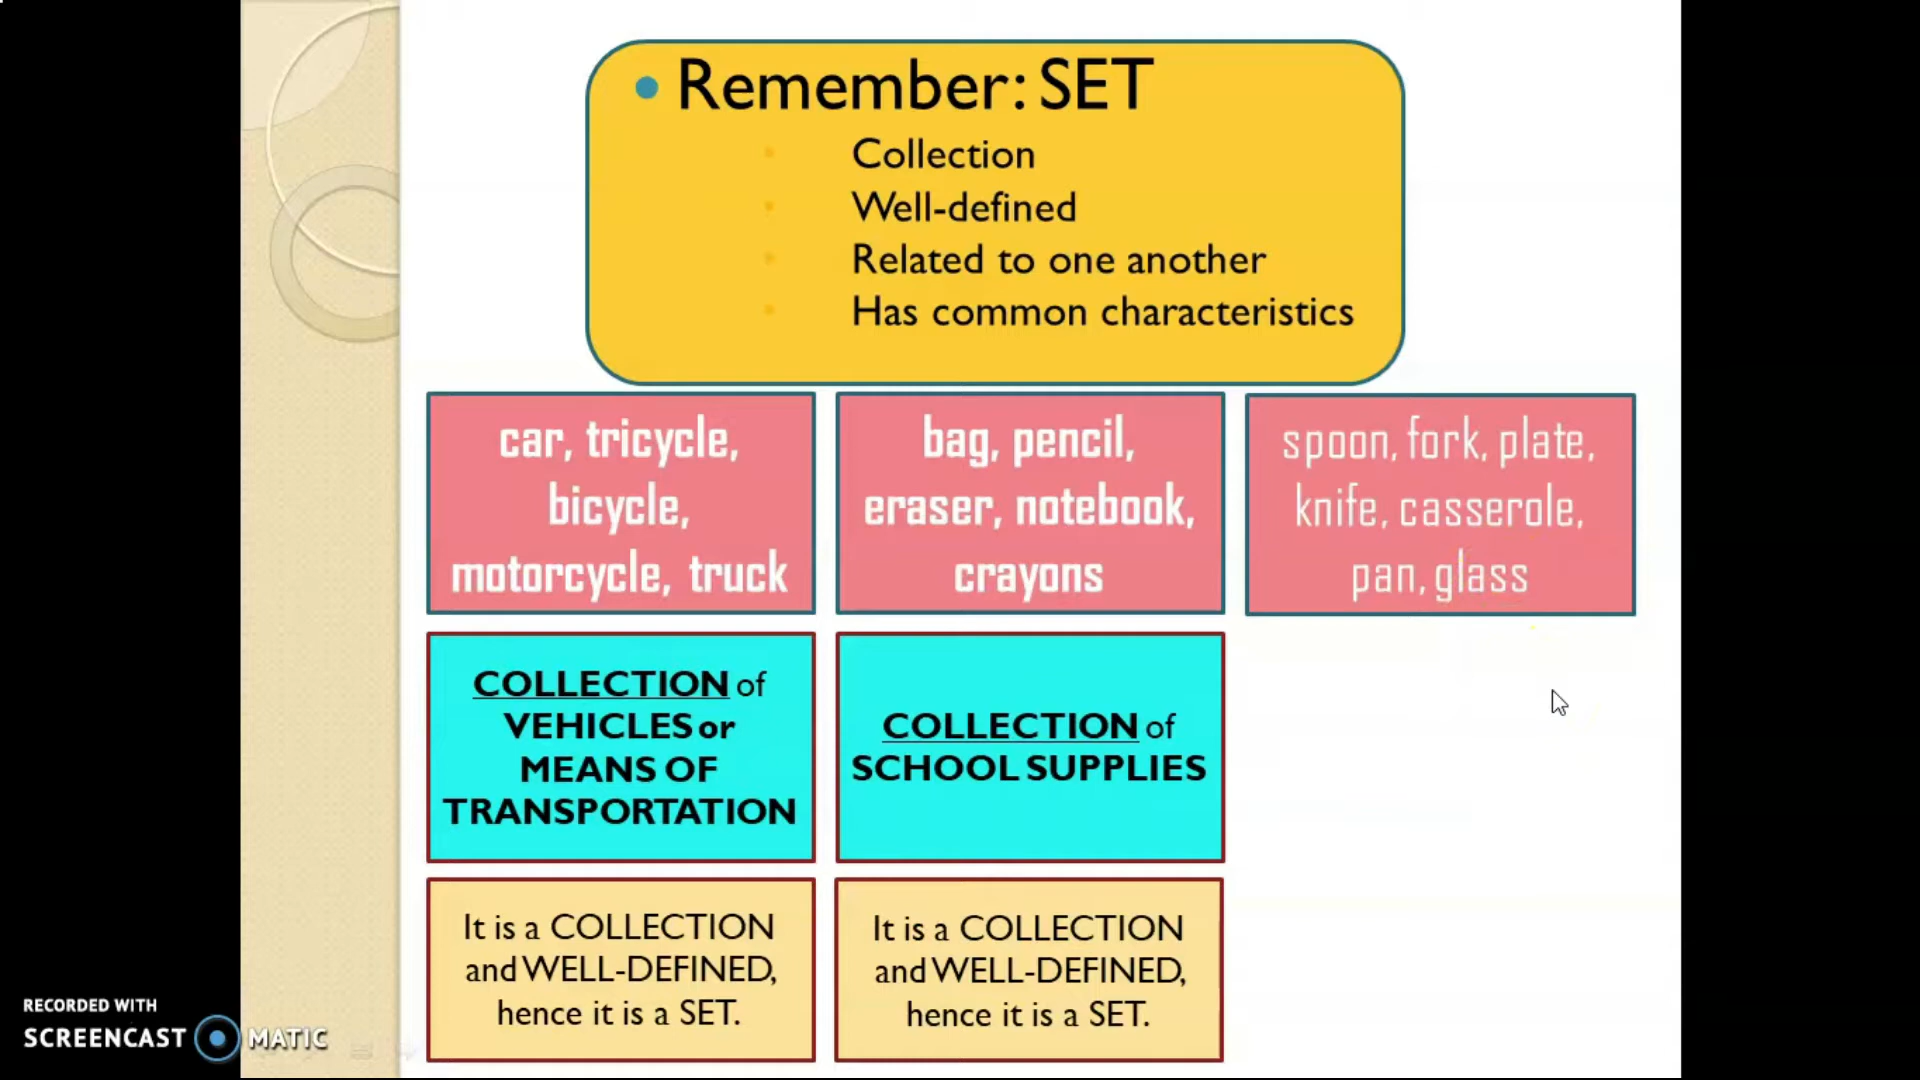 Remember: SET
Collection
Well-defined
Related to one another
Has common characteristics
car, tricycle,
bicycle,
motorcycle, truck
bag, pencil,
eraser, notebook,
crayons
spoon, fork, plate,
knife, casserole,
pan, glass
COLLECTION of
VEHICLES or
MEANS OF
TRANSPORTATION
COLLECTION of
SCHOOL SUPPLIES
It is a COLLECTION
and WELL-DEFINED,
hence it is a SET.
It is a COLLECTION
and WELL-DEFINED,
hence it is a SET.
RECORDED WITH
SCREENCAST MATIC